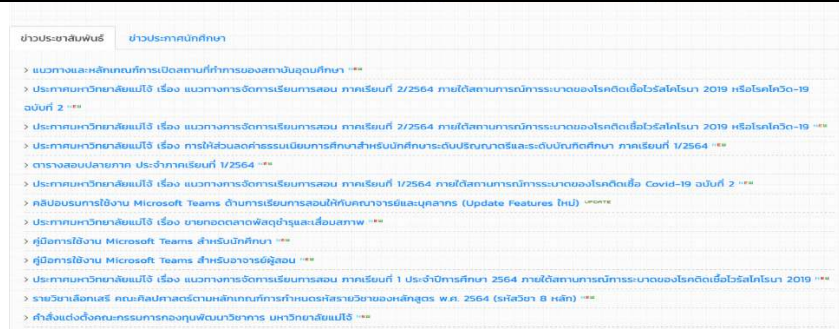 ข่าวประชาสัมพันธ์ ข่าวประกาศนักศึกษา
> แนวทางและหลักเกณฑ์การเปิดสถานที่ทำการของสถาบันอุดมศึกษา
> ประกาศมหาวิทยาลัยแม่โจ้ เรื่อง แนวทางการจัดการเรียนการสอน ภาคเรียนที่ 2/2564 ภายใต้สถานการณ์การระบาดของโรคติดเชื้อไวรัสโคโรนา 2019 หรือโรคโควิด-19
ฉบับที่ 2
> ประกาศมหาวิทยาลัยแม่โจ้ เรื่อง แนวทางการจัดการเรียนการสอน ภาคเรียนที่ 2/2564 ภายใต้สถานการณ์การระบาดของโรคติดเชื้อไวรัสโคโรนา 2019 หรือโรคโควิด-19
> ประกาศมหาวิทยาลัยแม่โจ้ เรื่อง การให้ส่วนลดค่าธรรมเนียมการศึกษาสำหรับนักศึกษาระดับปริญญาตรีและระดับบัณฑิตศึกษา ภาคเรียนที่ 1/2564
> ตารางสอบปลายภาค ประจำภาคเรียนที่ 1/2564
> ประกาศมหาวิทยาลัยแม่โจ้ เรื่อง แนวทางการจัดการเรียนการสอน ภาคเรียนที่ 1/2564 ภายใต้สถานการณ์การระบาดของโรคติดเชื้อ Covid-19 ฉบับที่ 2
> คลิปอบรมการใช้งาน Microsoft Teams ด้านการเรียนการสอนให้กับคณาจารย์และบุคลากร (Update Features ใหม่) UPDATE
> ประกาศมหาวิทยาลัยแม่โจ้ เรื่อง ขายทอดตลาดพัสดุชำรุดและเสื่อมสภาพ
> คู่มือการใช้งาน Microsoft Teams สำหรับนักศึกษา
> คู่มือการใช้งาน Microsoft Teams สำหรับอาจารย์ผู้สอน
> ประกาศมหาวิทยาลัยแม่โจ้ เรื่อง แนวทางการจัดการเรียนการสอน ภาคเรียนที่ 1 ประจำปีการศึกษา 2564 ภายใต้สถานการณ์การระบาดของโรคติดเชื้อไวรัสโคโรนา 2019
> รายวิชาเลือกเสรี คณะศิลปศาสตร์ตามหลักเกณฑ์การกำหนดรหัสรายวิชาของหลักสูตร พ.ศ. 2564 (รหัสวิชา 8 หลัก)
> คำสั่งแต่งตั้งคณะกรรมการกองทุนพัฒนาวิชาการ มหาวิทยาลัยแม่โจ้